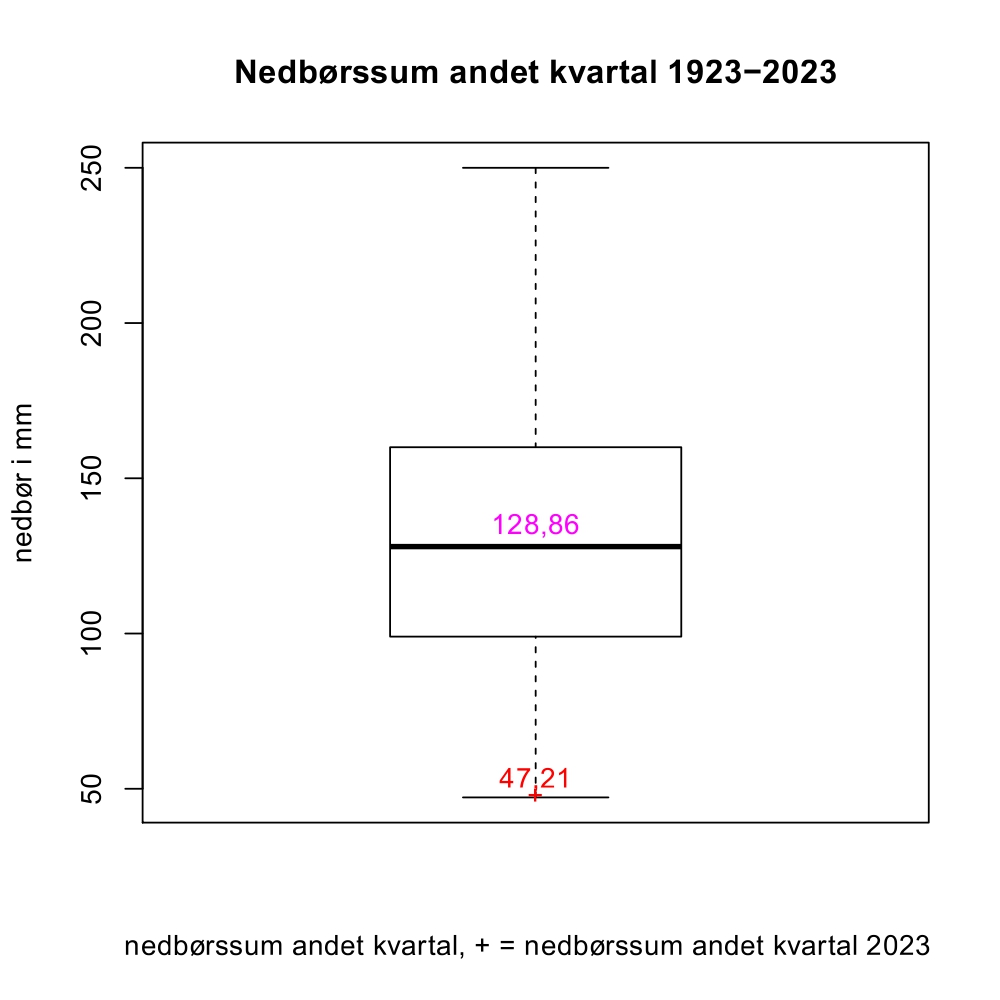 Nedbørssum andet kvartal 1923−2023
250
200
150
100
50
nedbør i mm
128,86
47,21
+
nedbørssum andet kvartal, + = nedbørssum andet kvartal 2023